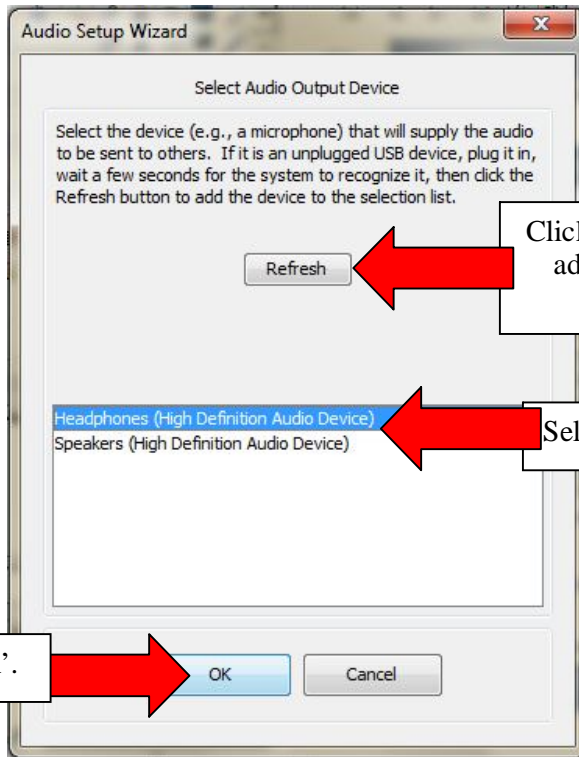 Audio Setup Wizard
Select Audio Output Device
Select the device (e.g., a microphone) that will supply the audio
to be sent to others. If it is an unplugged USB device, plug it in,
wait a few seconds for the system to recognize it, then click the
Refresh button to add the device to the selection list.
Refresh
Headphones (High Definition Audio Device)
Speakers (High Definition Audio Device)
OK
Cancel